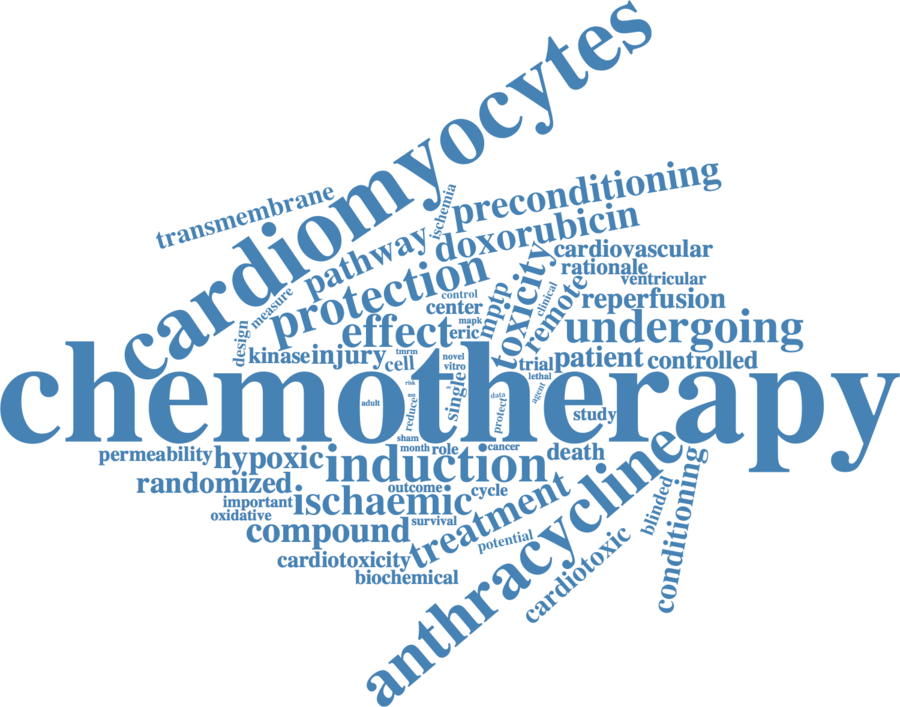 cardiomyocytes
transmembrane
ischemia
preconditioning
pathway
doxorubicin
cardiovascular
protection
toxicity
rationale
ventricular
measure
control
center
mptp
clinical
remote
reperfusion
design
effect
eric
mapk
undergoing
kinase
injury
tmrm
cell
novel
vitro
trial
patient
controlled
chemotherapy
risk
single
lethal
agent
adult
reduce
data
protect
study
sham
month
role
cancer
permeability
hypoxic
induction
death
randomized
outcome
cycle
important
ischaemic
treatment
anthracycline
conditioning
blinded
oxidative
compound
survival
potential
cardiotoxicity
cardiotoxic
biochemical